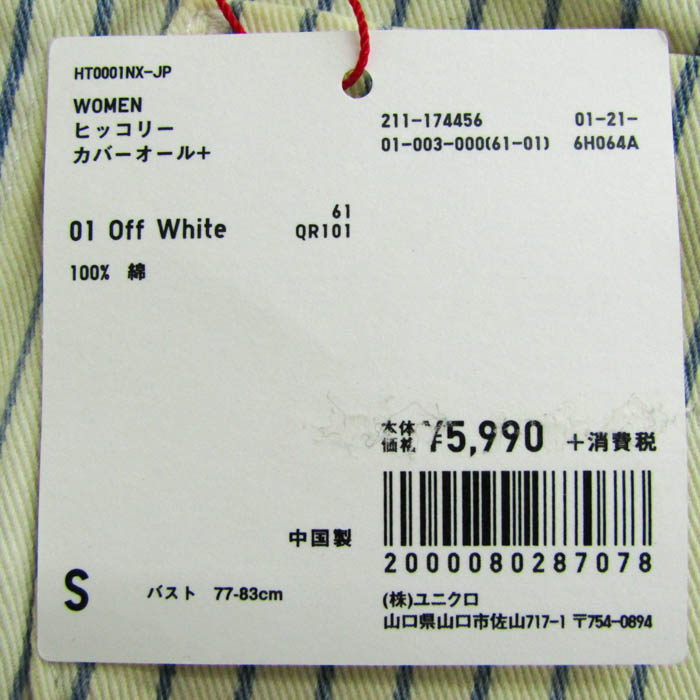 HT0001NX-JP
WOMEN
ヒッコリー
カバーオール+
211-174456 01-21-
01-003-000(61-01) 6H064A
01 Off White 61
QR101
100% 綿
本体
価格 ¥5,990 +消費税
中国製
2000080287078
S バスト 77-83cm
(株)ユニクロ
山口県山口市佐山717-1 〒754-0894